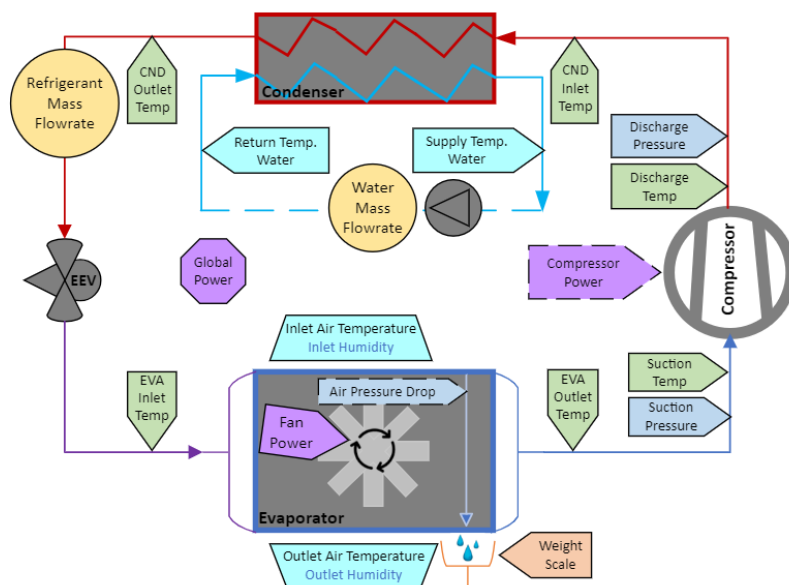 CND
Outlet
Temp
Refrigerant
Mass
Flowrate
Condenser
CND
Inlet
Temp
Discharge
Pressure
Return Temp.
Water
Supply Temp.
Water
Discharge
Temp
Water
Mass
Flowrate
Global
Power
Compressor
Power
Compressor
EEV
Inlet Air Temperature
Inlet Humidity
EVA
Inlet
Temp
Air Pressure Drop
Fan
Power
EVA
Outlet
Temp
Suction
Temp
Suction
Pressure
Evaporator
Outlet Air Temperature
Outlet Humidity
Weight
Scale